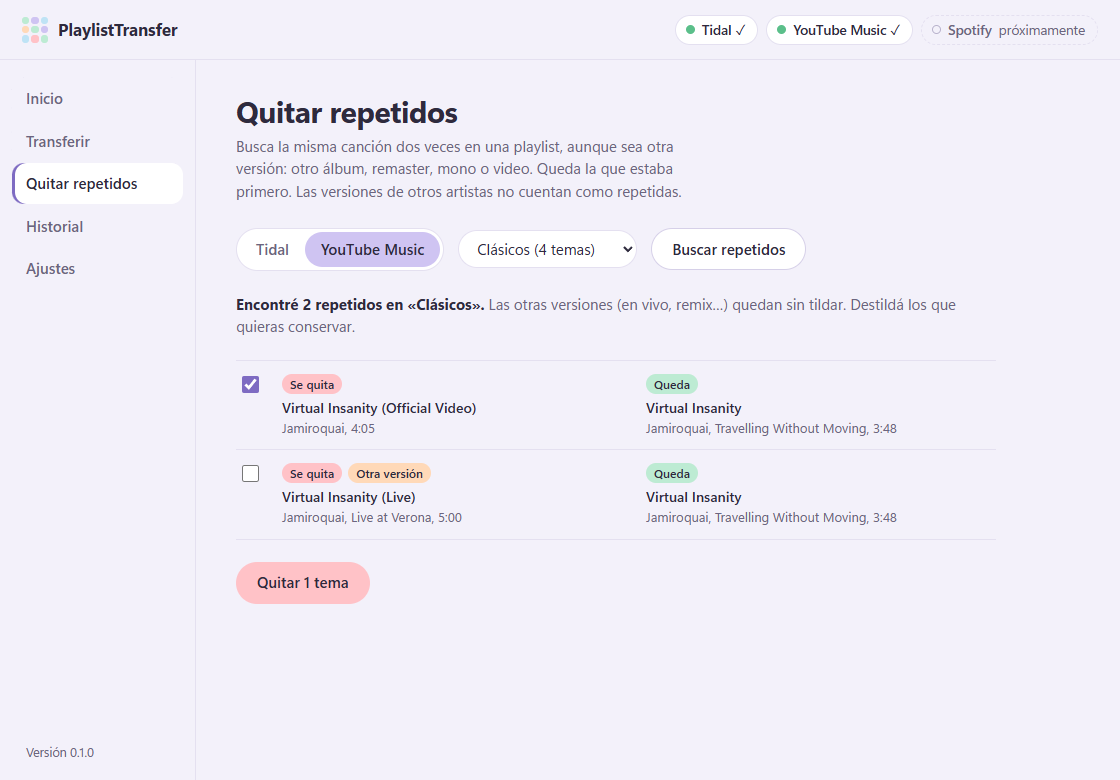 PlaylistTransfer
Tidal ✓
YouTube Music ✓
Spotify próximamente
Inicio
Transferir
Quitar repetidos
Historial
Ajustes
Versión 0.1.0
Quitar repetidos
Busca la misma canción dos veces en una playlist, aunque sea otra
versión: otro álbum, remaster, mono o video. Queda la que estaba
primero. Las versiones de otros artistas no cuentan como repetidas.
Tidal
YouTube Music
Clásicos (4 temas)
Buscar repetidos
Encontré 2 repetidos en «Clásicos». Las otras versiones (en vivo, remix...) quedan sin tildar. Destildá los que
quieras conservar.
Se quita
Virtual Insanity (Official Video)
Jamiroquai, 4:05
Queda
Virtual Insanity
Jamiroquai, Travelling Without Moving, 3:48
Se quita
Otra versión
Virtual Insanity (Live)
Jamiroquai, Live at Verona, 5:00
Queda
Virtual Insanity
Jamiroquai, Travelling Without Moving, 3:48
Quitar 1 tema